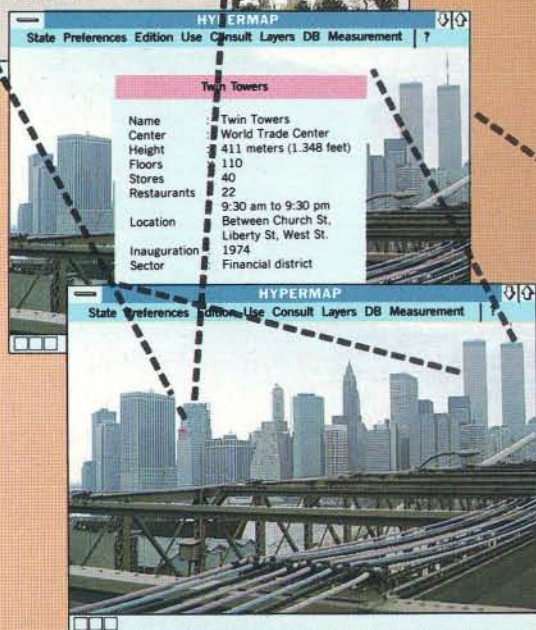 HYPERMAP
State Preferences Edition Use Consult Layers DB Measurement ?
Twin Towers
Name : Twin Towers
Center : World Trade Center
Height : 411 meters (1.348 feet)
Floors : 110
Stores : 40
Restaurants : 22
9:30 am to 9:30 pm
Location : Between Church St,
Liberty St, West St.
Inauguration : 1974
Sector : Financial district
HYPERMAP
State Preferences Edition Use Consult Layers DB Measurement ?